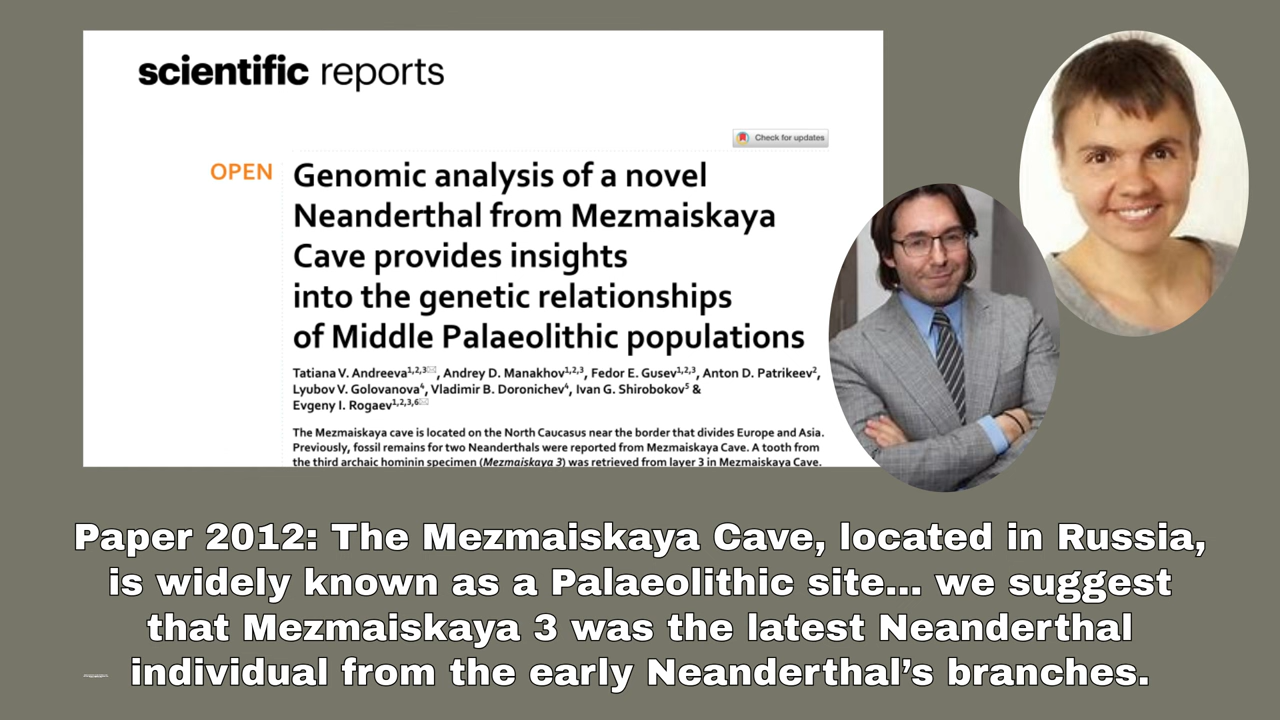 scientific reports
Check for updates
OPEN
Genomic analysis of a novel
Neanderthal from Mezmaiskaya
Cave provides insights
into the genetic relationships
of Middle Palaeolithic populations
Tatiana V. Andreeva1,2,3✉, Andrey D. Manakhov1,2,3, Fedor E. Gusev1,2,3, Anton D. Patrikeev2,
Lyubov V. Golovanova4, Vladimir B. Doronichev4, Ivan G. Shirobokov5 &
Evgeny I. Rogaev1,2,3,6✉
The Mezmaiskaya cave is located on the North Caucasus near the border that divides Europe and Asia.
Previously, fossil remains for two Neanderthals were reported from Mezmaiskaya Cave. A tooth from
the third archaic hominin specimen (Mezmaiskaya 3) was retrieved from layer 3 in Mezmaiskaya Cave.
Paper 2012: The Mezmaiskaya Cave, located in Russia,
is widely known as a Palaeolithic site... we suggest
that Mezmaiskaya 3 was the latest Neanderthal
individual from the early Neanderthal’s branches.